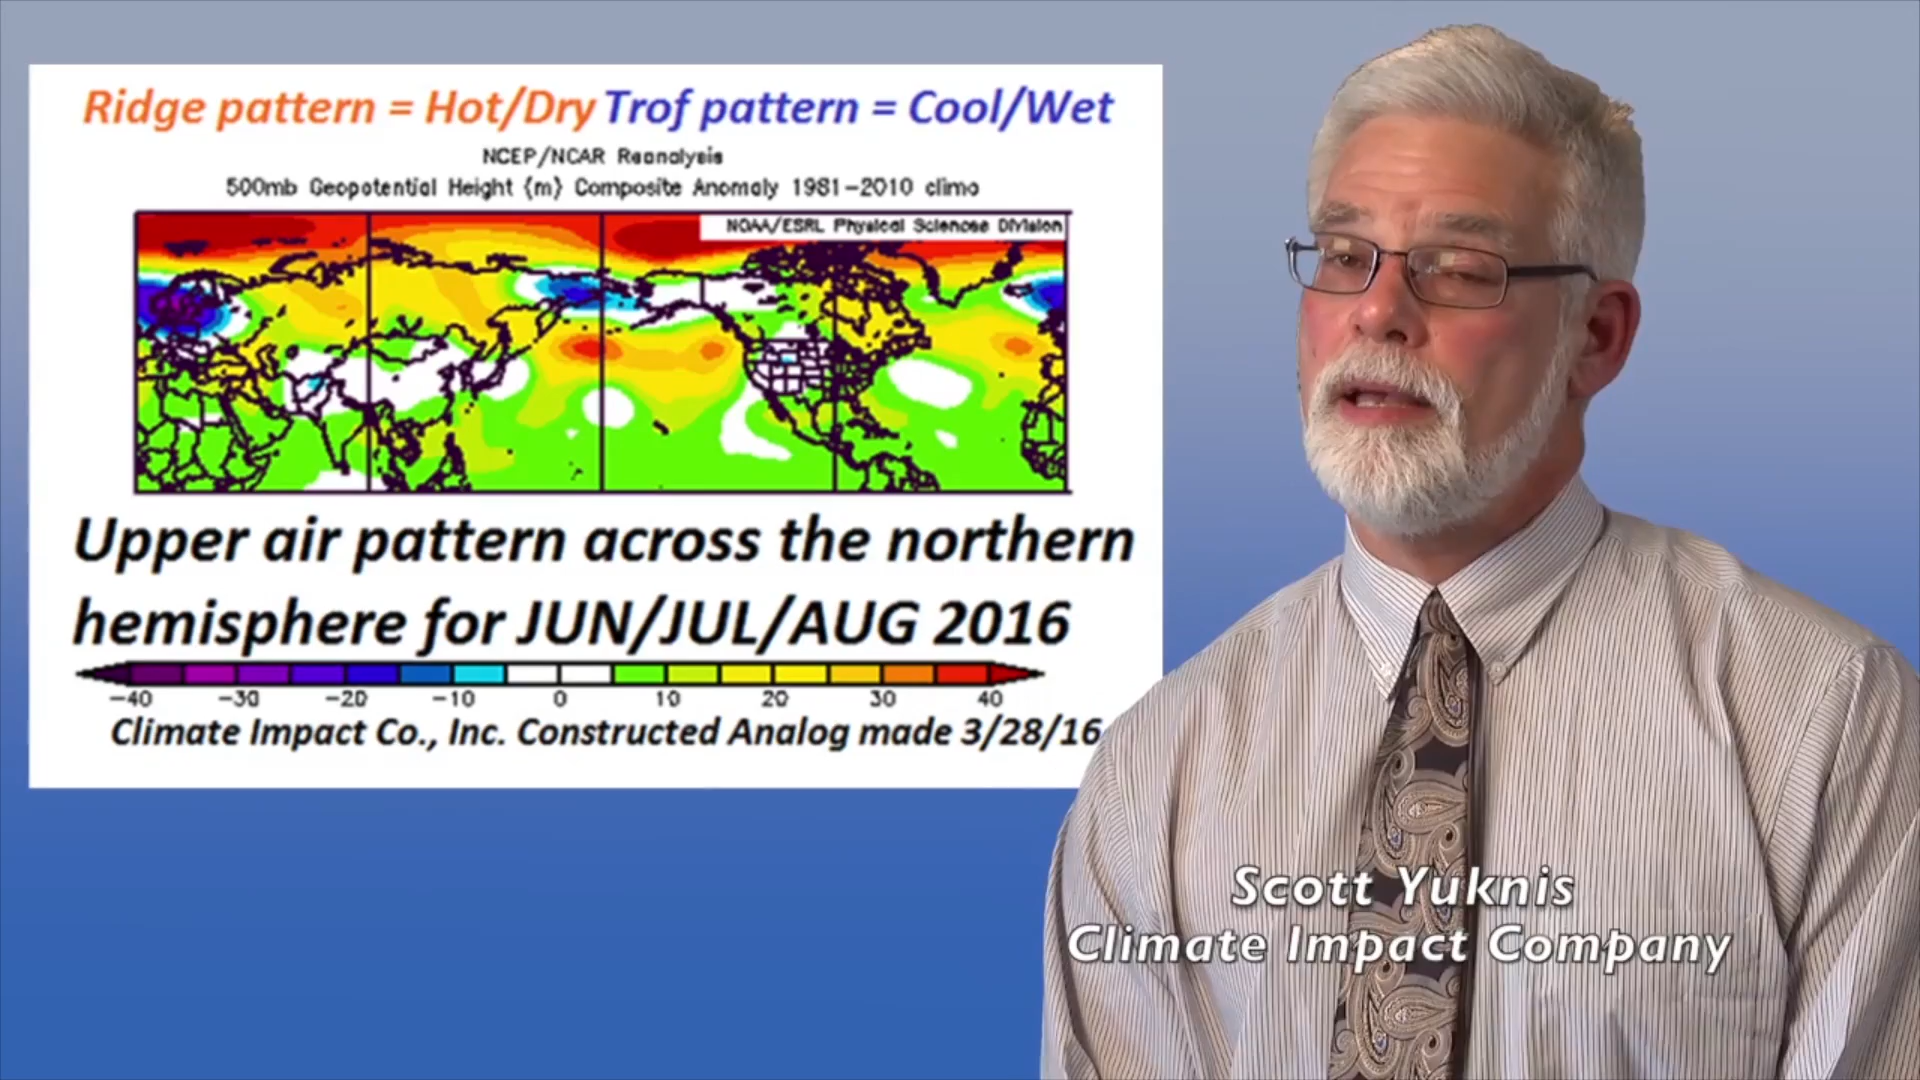 Ridge pattern = Hot/Dry Trof pattern = Cool/Wet
NCEP/NCAR Reanalysis
500mb Geopotential Height (m) Composite Anomaly 1981-2010 climo
NOAA/ESRL Physical Sciences Division
Upper air pattern across the northern
hemisphere for JUN/JUL/AUG 2016
-40 -30 -20 -10 0 10 20 30 40
Climate Impact Co., Inc. Constructed Analog made 3/28/16
Scott Yuknis
Climate Impact Company